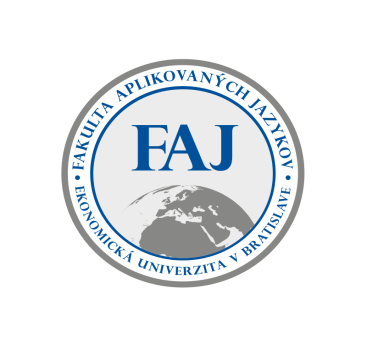 • FAKULTA APLIKOVANÝCH JAZYKOV •
FAJ
EKONOMICKÁ UNIVERZITA V BRATISLAVE